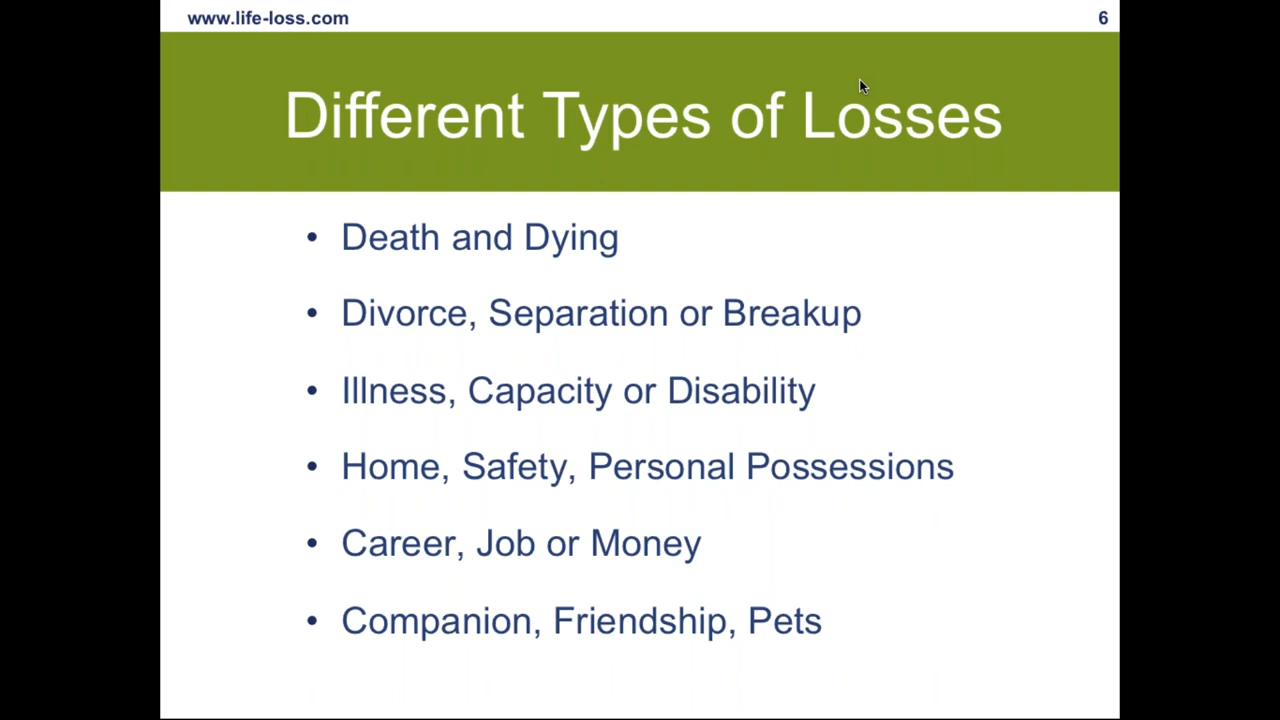 www.life-loss.com 6
Different Types of Losses
• Death and Dying
• Divorce, Separation or Breakup
• Illness, Capacity or Disability
• Home, Safety, Personal Possessions
• Career, Job or Money
• Companion, Friendship, Pets